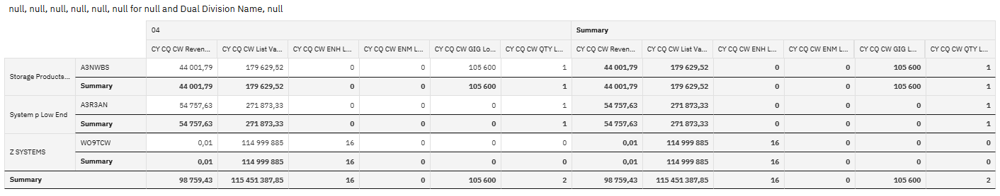 null, null, null, null, null, null for null and Dual Division Name, null
04 Summary
CY CQ CW Reven... CY CQ CW List Va... CY CQ CW ENH L... CY CQ CW ENM L... CY CQ CW GIG Lo... CY CQ CW QTY L... CY CQ CW Reven... CY CQ CW List Va... CY CQ CW ENH L... CY CQ CW ENM L... CY CQ CW GIG L... CY CQ CW QTY L...
Storage Products... A3NWBS 44 001,79 179 629,52 0 0 105 600 1 44 001,79 179 629,52 0 0 105 600 1
Summary 44 001,79 179 629,52 0 0 105 600 1 44 001,79 179 629,52 0 0 105 600 1
System p Low End A3R3AN 54 757,63 271 873,33 0 0 0 1 54 757,63 271 873,33 0 0 0 1
Summary 54 757,63 271 873,33 0 0 0 1 54 757,63 271 873,33 0 0 0 1
Z SYSTEMS WO9TCW 0,01 114 999 885 16 0 0 0 0,01 114 999 885 16 0 0 0
Summary 0,01 114 999 885 16 0 0 0 0,01 114 999 885 16 0 0 0
Summary 98 759,43 115 451 387,85 16 0 105 600 2 98 759,43 115 451 387,85 16 0 105 600 2